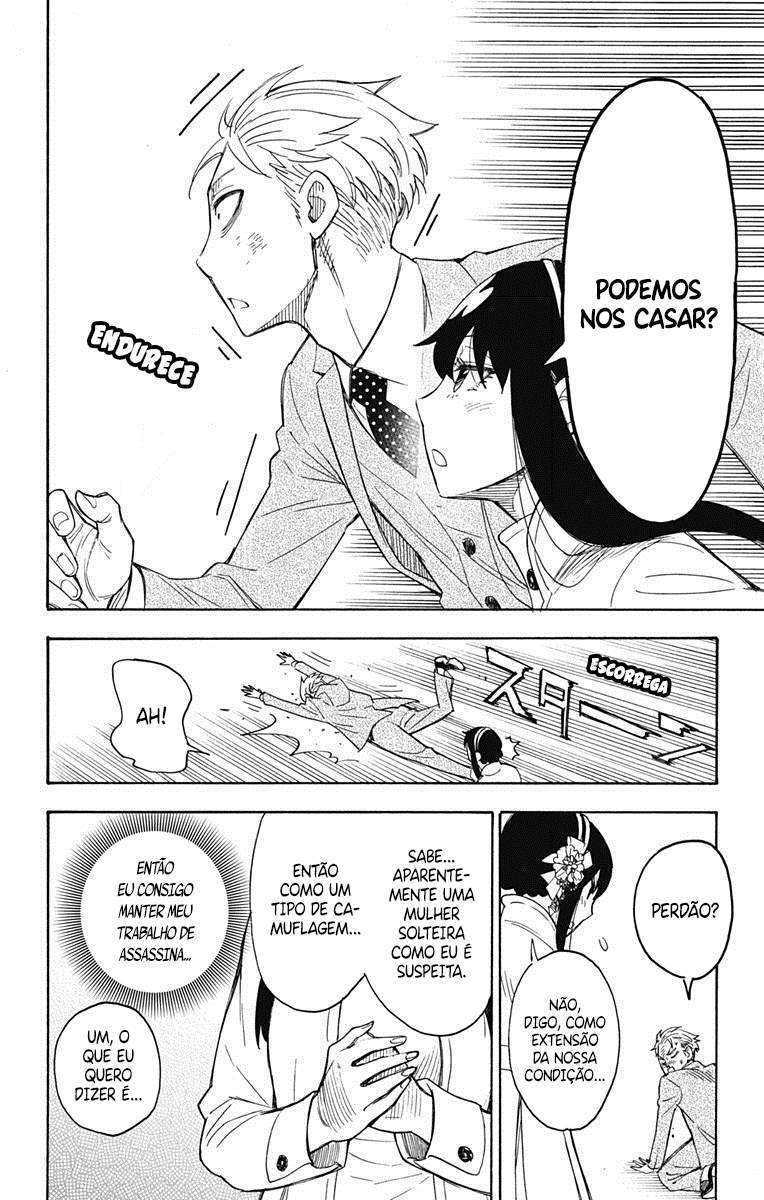 PODEMOS
NOS CASAR?
ENDURECE
ESCORREGA
スターン
AH!
PERDÃO?
NÃO,
DIGO, COMO
EXTENSÃO
DA NOSSA
CONDIÇÃO...
SABE...
APARENTE-
MENTE UMA
MULHER
SOLTEIRA
COMO EU É
SUSPEITA.
ENTÃO
COMO UM
TIPO DE CA-
MUFLAGEM...
ENTÃO
EU CONSIGO
MANTER MEU
TRABALHO DE
ASSASSINA...
UM, O
QUE EU
QUERO
DIZER É...